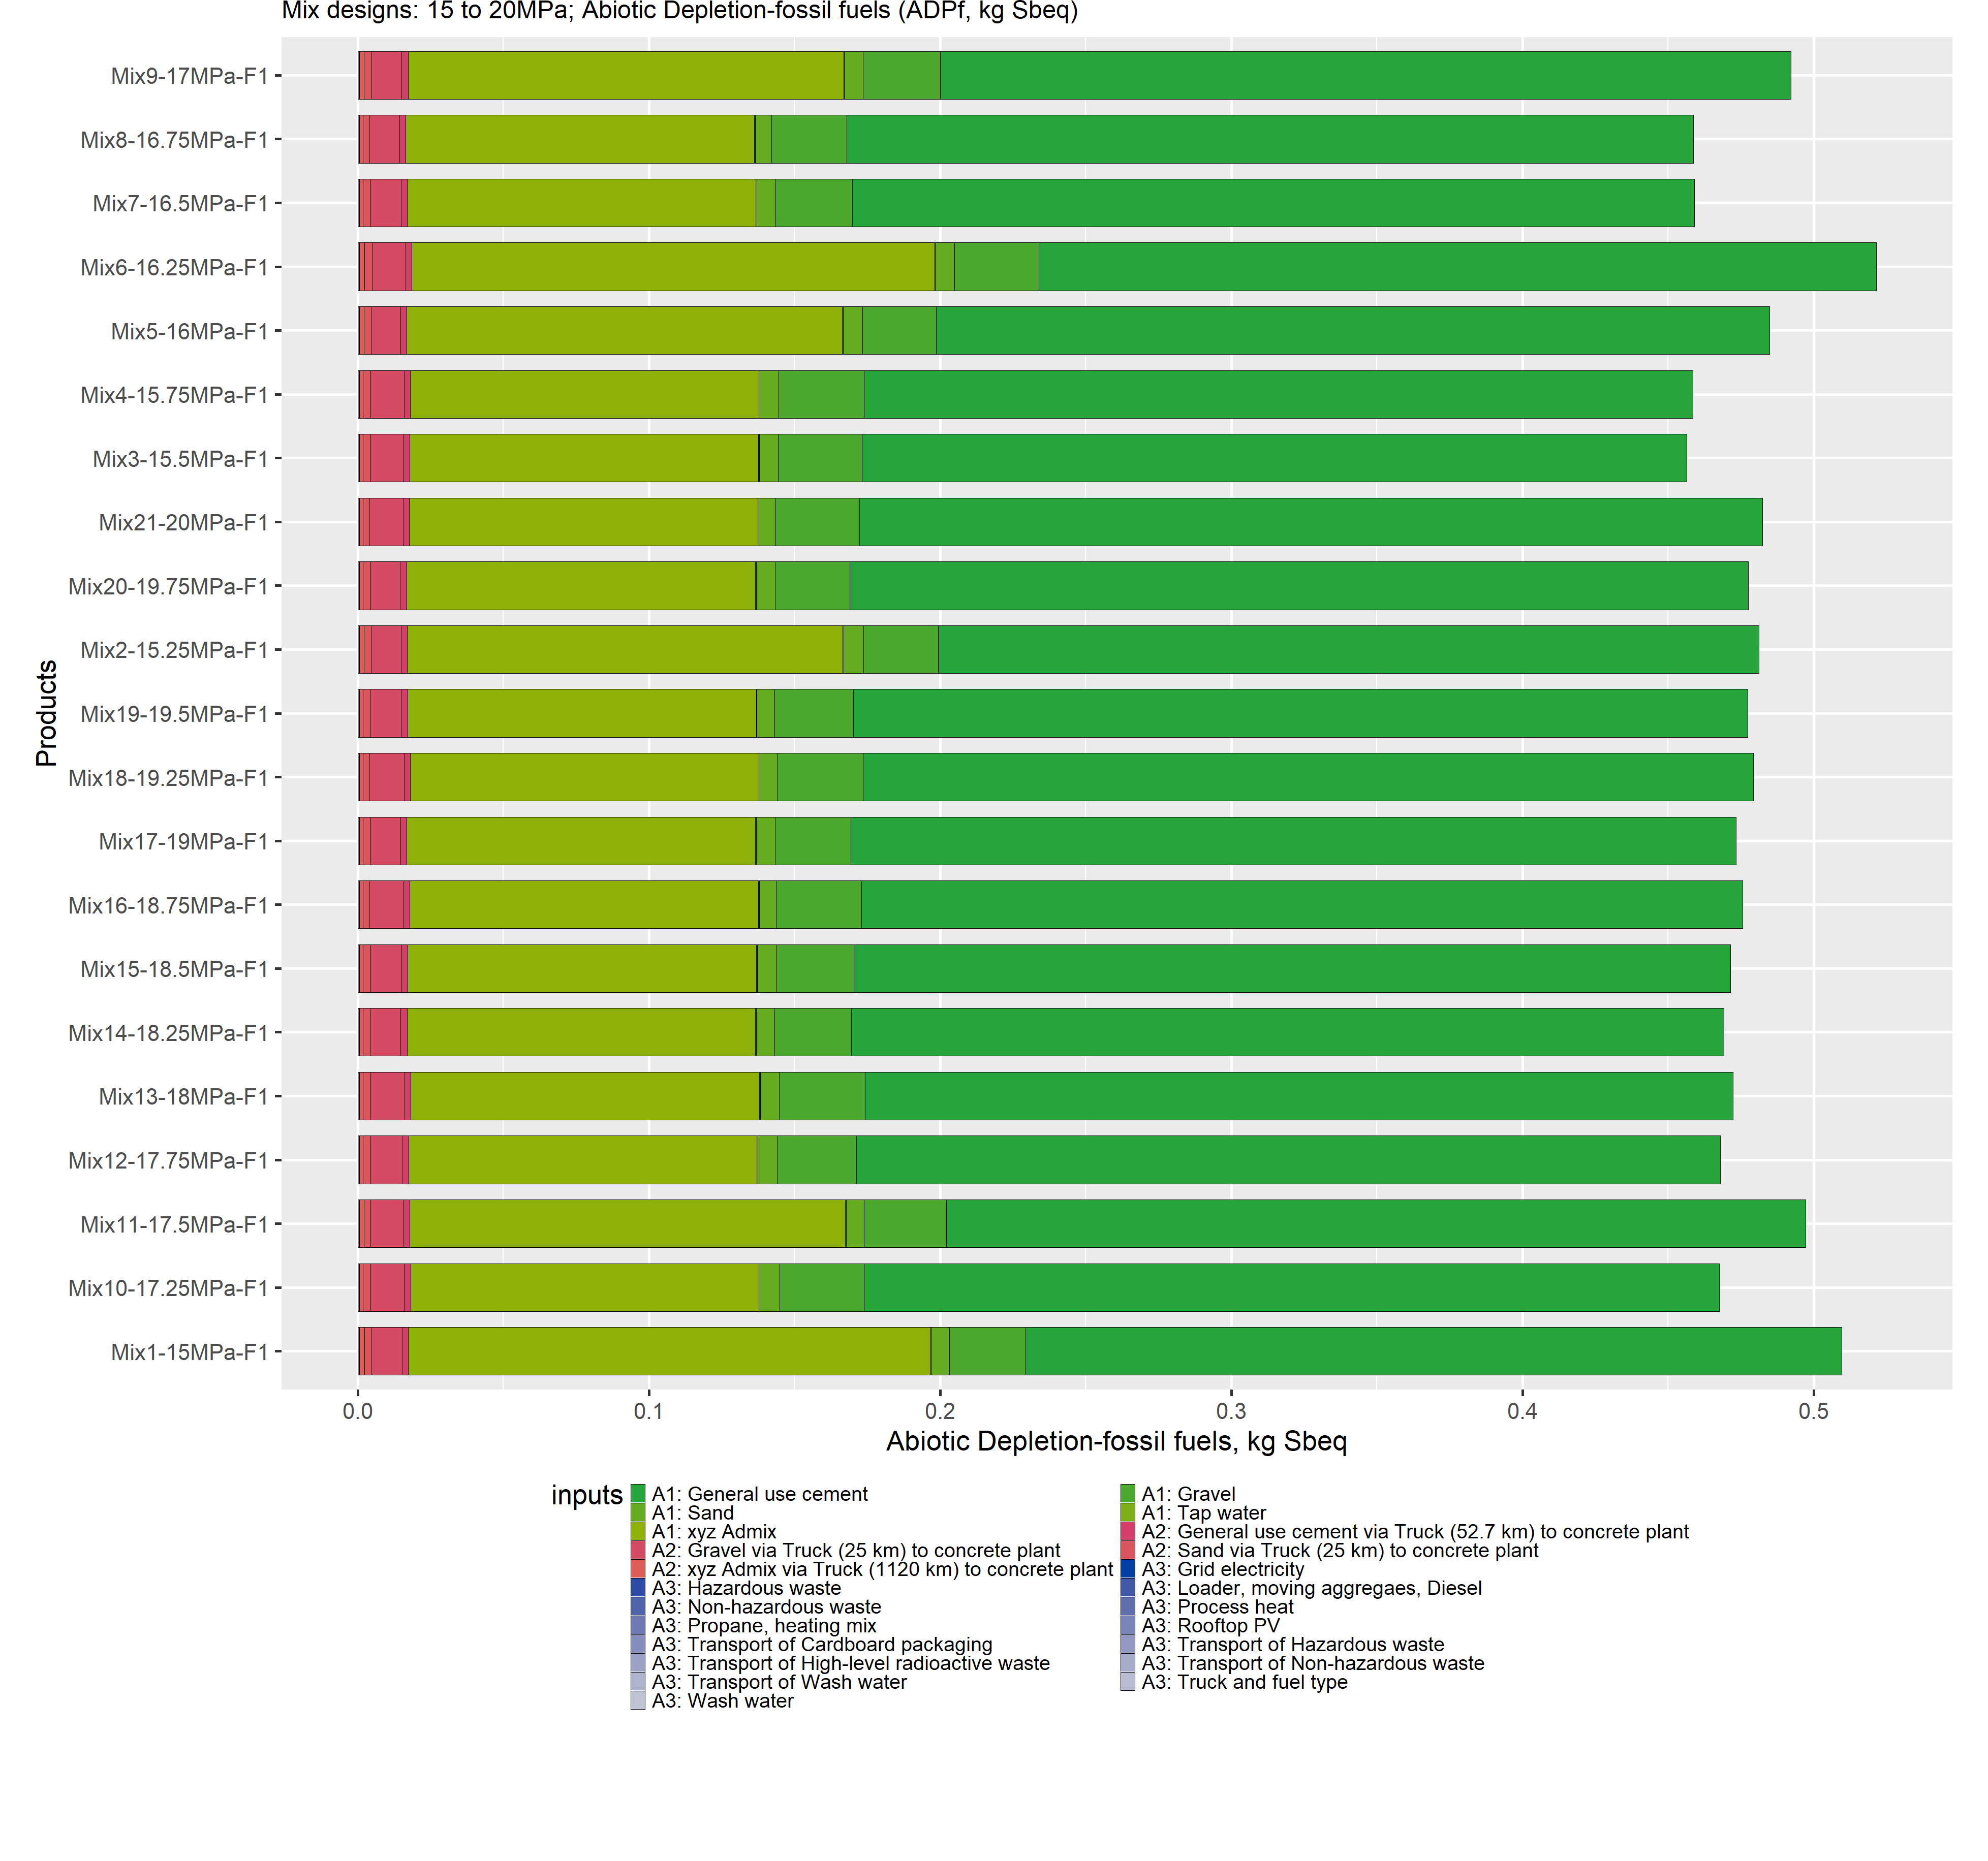 Mix designs: 15 to 20MPa; Abiotic Depletion-fossil fuels (ADPf, kg Sbeq)
Products
Mix9-17MPa-F1
Mix8-16.75MPa-F1
Mix7-16.5MPa-F1
Mix6-16.25MPa-F1
Mix5-16MPa-F1
Mix4-15.75MPa-F1
Mix3-15.5MPa-F1
Mix21-20MPa-F1
Mix20-19.75MPa-F1
Mix2-15.25MPa-F1
Mix19-19.5MPa-F1
Mix18-19.25MPa-F1
Mix17-19MPa-F1
Mix16-18.75MPa-F1
Mix15-18.5MPa-F1
Mix14-18.25MPa-F1
Mix13-18MPa-F1
Mix12-17.75MPa-F1
Mix11-17.5MPa-F1
Mix10-17.25MPa-F1
Mix1-15MPa-F1
0.0 0.1 0.2 0.3 0.4 0.5
Abiotic Depletion-fossil fuels, kg Sbeq
inputs
A1: General use cement A1: Gravel
A1: Sand A1: Tap water
A1: xyz Admix A2: General use cement via Truck (52.7 km) to concrete plant
A2: Gravel via Truck (25 km) to concrete plant A2: Sand via Truck (25 km) to concrete plant
A2: xyz Admix via Truck (1120 km) to concrete plant A3: Grid electricity
A3: Hazardous waste A3: Loader, moving aggregaes, Diesel
A3: Non-hazardous waste A3: Process heat
A3: Propane, heating mix A3: Rooftop PV
A3: Transport of Cardboard packaging A3: Transport of Hazardous waste
A3: Transport of High-level radioactive waste A3: Transport of Non-hazardous waste
A3: Transport of Wash water A3: Truck and fuel type
A3: Wash water